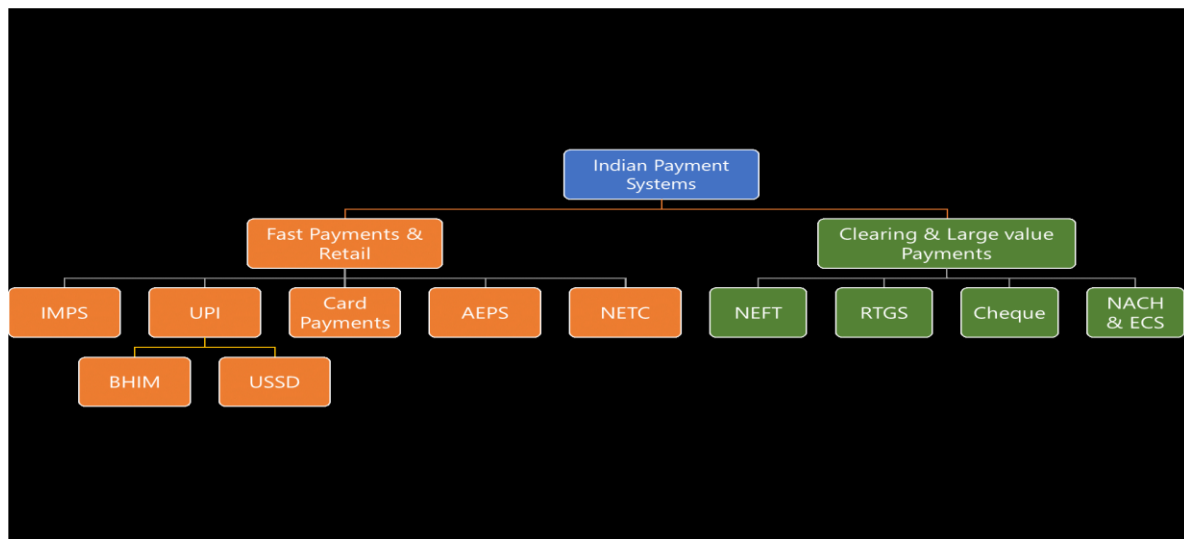 Indian Payment
Systems
Fast Payments &
Retail
Clearing & Large value
Payments
IMPS
UPI
Card
Payments
AEPS
NETC
NEFT
RTGS
Cheque
NACH
& ECS
BHIM
USSD